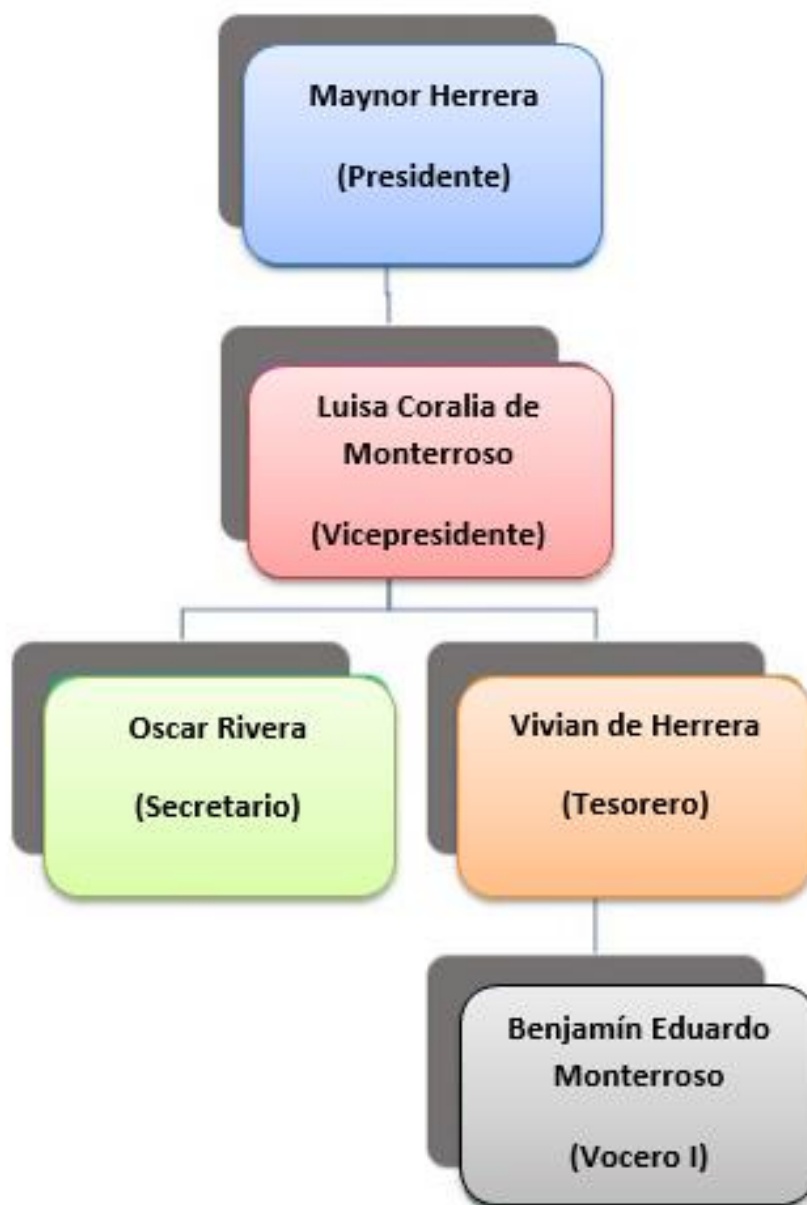 Maynor Herrera
(Presidente)
Luisa Coralia de
Monterroso
(Vicepresidente)
Oscar Rivera
(Secretario)
Vivian de Herrera
(Tesorero)
Benjamín Eduardo
Monterroso
(Vocero I)